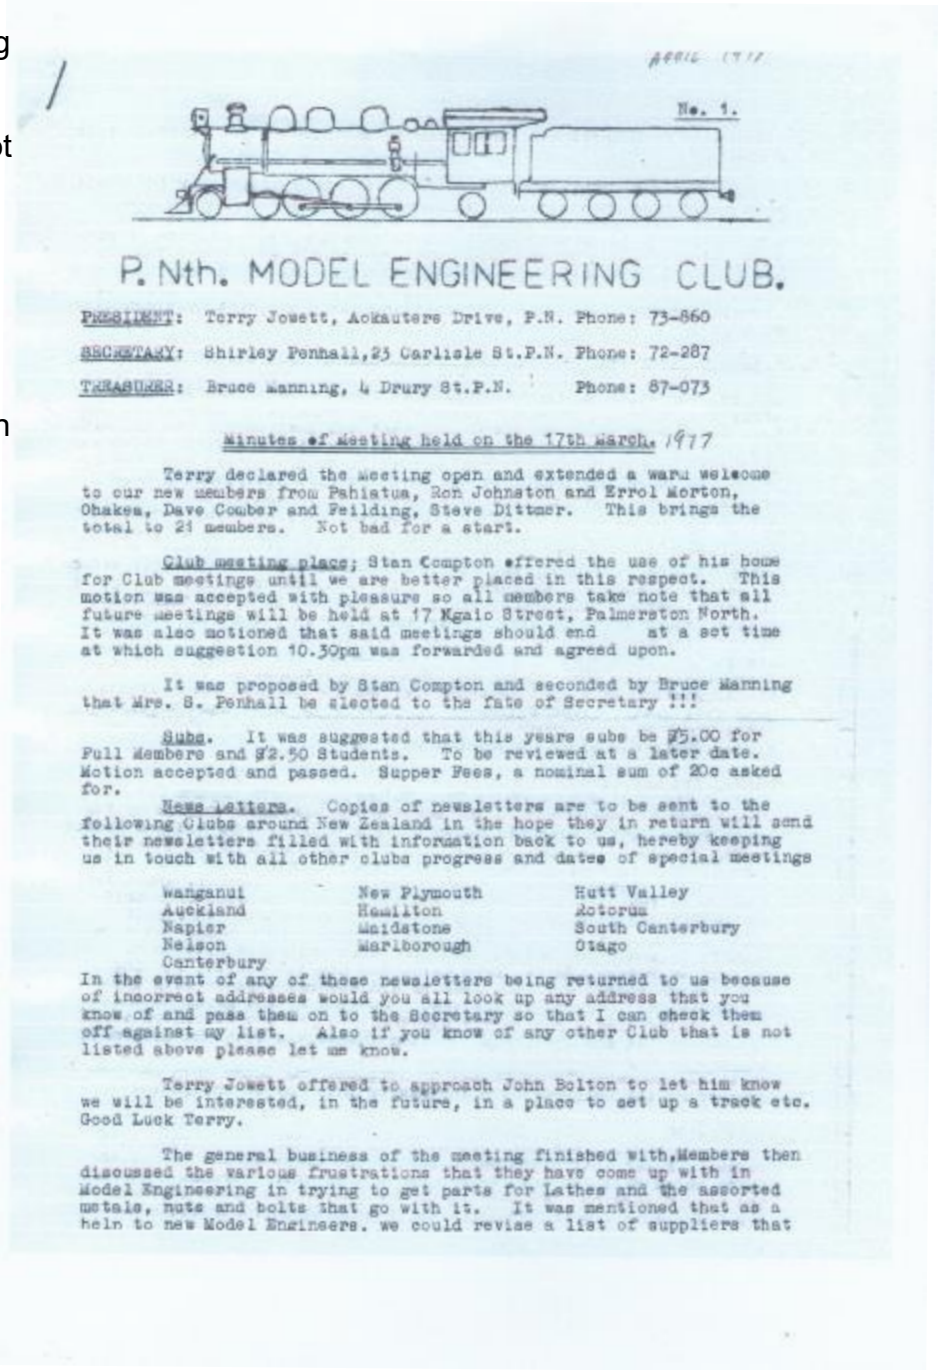 g
ot
n
/
APRIL 1977
No. 1.
P. Nth. MODEL ENGINEERING CLUB.
PRESIDENT: Terry Jowett, Aokautere Drive, P.N. Phone: 73-860
SECRETARY: Shirley Penhall, 23 Carlisle St.P.N. Phone: 72-287
TREASURER: Bruce Manning, 4 Drury St.P.N. Phone: 87-073
Minutes of Meeting held on the 17th March. 1977
Terry declared the Meeting open and extended a warm welcome
to our new members from Pahiatua, Ron Johnston and Errol Morton,
Ohakea, Dave Comber and Feilding, Steve Dittmer. This brings the
total to 21 members. Not bad for a start.
Club meeting place; Stan Compton offered the use of his home
for Club meetings until we are better placed in this respect. This
motion was accepted with pleasure so all members take note that all
future meetings will be held at 17 Ngaio Street, Palmerston North.
It was also motioned that said meetings should end at a set time
at which suggestion 10.30pm was forwarded and agreed upon.
It was proposed by Stan Compton and seconded by Bruce Manning
that Mrs. S. Penhall be elected to the fate of Secretary !!!
Subs. It was suggested that this years subs be $5.00 for
Full Members and $2.50 Students. To be reviewed at a later date.
Motion accepted and passed. Supper Fees, a nominal sum of 20c asked
for.
News Letters. Copies of newsletters are to be sent to the
following Clubs around New Zealand in the hope they in return will send
their newsletters filled with information back to us, hereby keeping
us in touch with all other clubs progress and dates of special meetings
Wanganui New Plymouth Hutt Valley
Auckland Hamilton Rotorua
Napier Maidstone South Canterbury
Nelson Marlborough Otago
Canterbury
In the event of any of these newsletters being returned to us because
of incorrect addresses would you all look up any address that you
know of and pass them on to the Secretary so that I can check them
off against my list. Also if you know of any other Club that is not
listed above please let me know.
Terry Jowett offered to approach John Bolton to let him know
we will be interested, in the future, in a place to set up a track etc.
Good Luck Terry.
The general business of the meeting finished with,Members then
discussed the various frustrations that they have come up with in
Model Engineering in trying to get parts for Lathes and the assorted
metals, nuts and bolts that go with it. It was mentioned that as a
help to new Model Engineers, we could revise a list of suppliers that